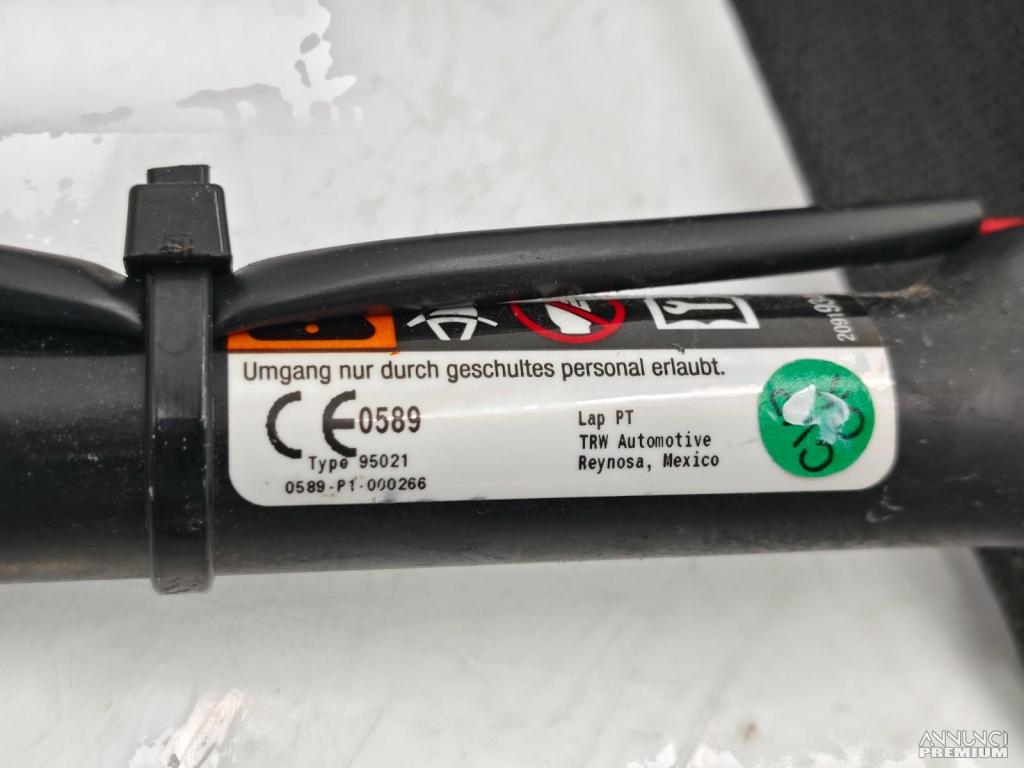 Umgang nur durch geschultes personal erlaubt.
CE0589
Type 95021
0589-P1-000266
Lap PT
TRW Automotive
Reynosa, Mexico
ANNUNCI
PREMIUM